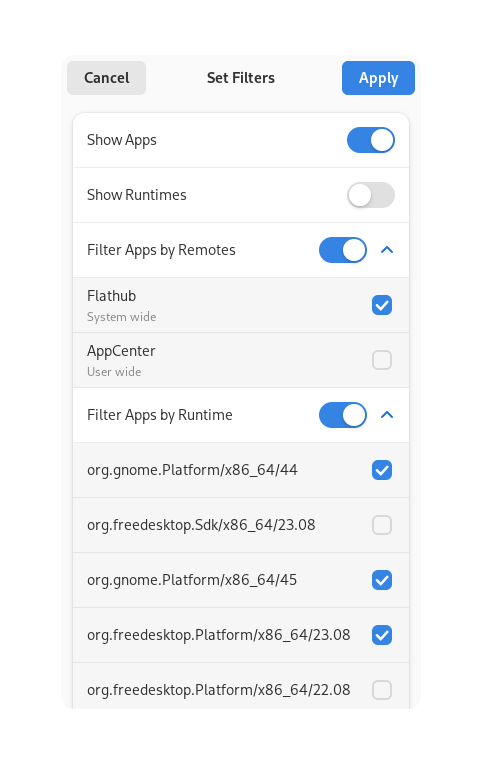 Cancel
Set Filters
Apply
Show Apps
Show Runtimes
Filter Apps by Remotes
Flathub
System wide
AppCenter
User wide
Filter Apps by Runtime
org.gnome.Platform/x86_64/44
org.freedesktop.Sdk/x86_64/23.08
org.gnome.Platform/x86_64/45
org.freedesktop.Platform/x86_64/23.08
org.freedesktop.Platform/x86_64/22.08